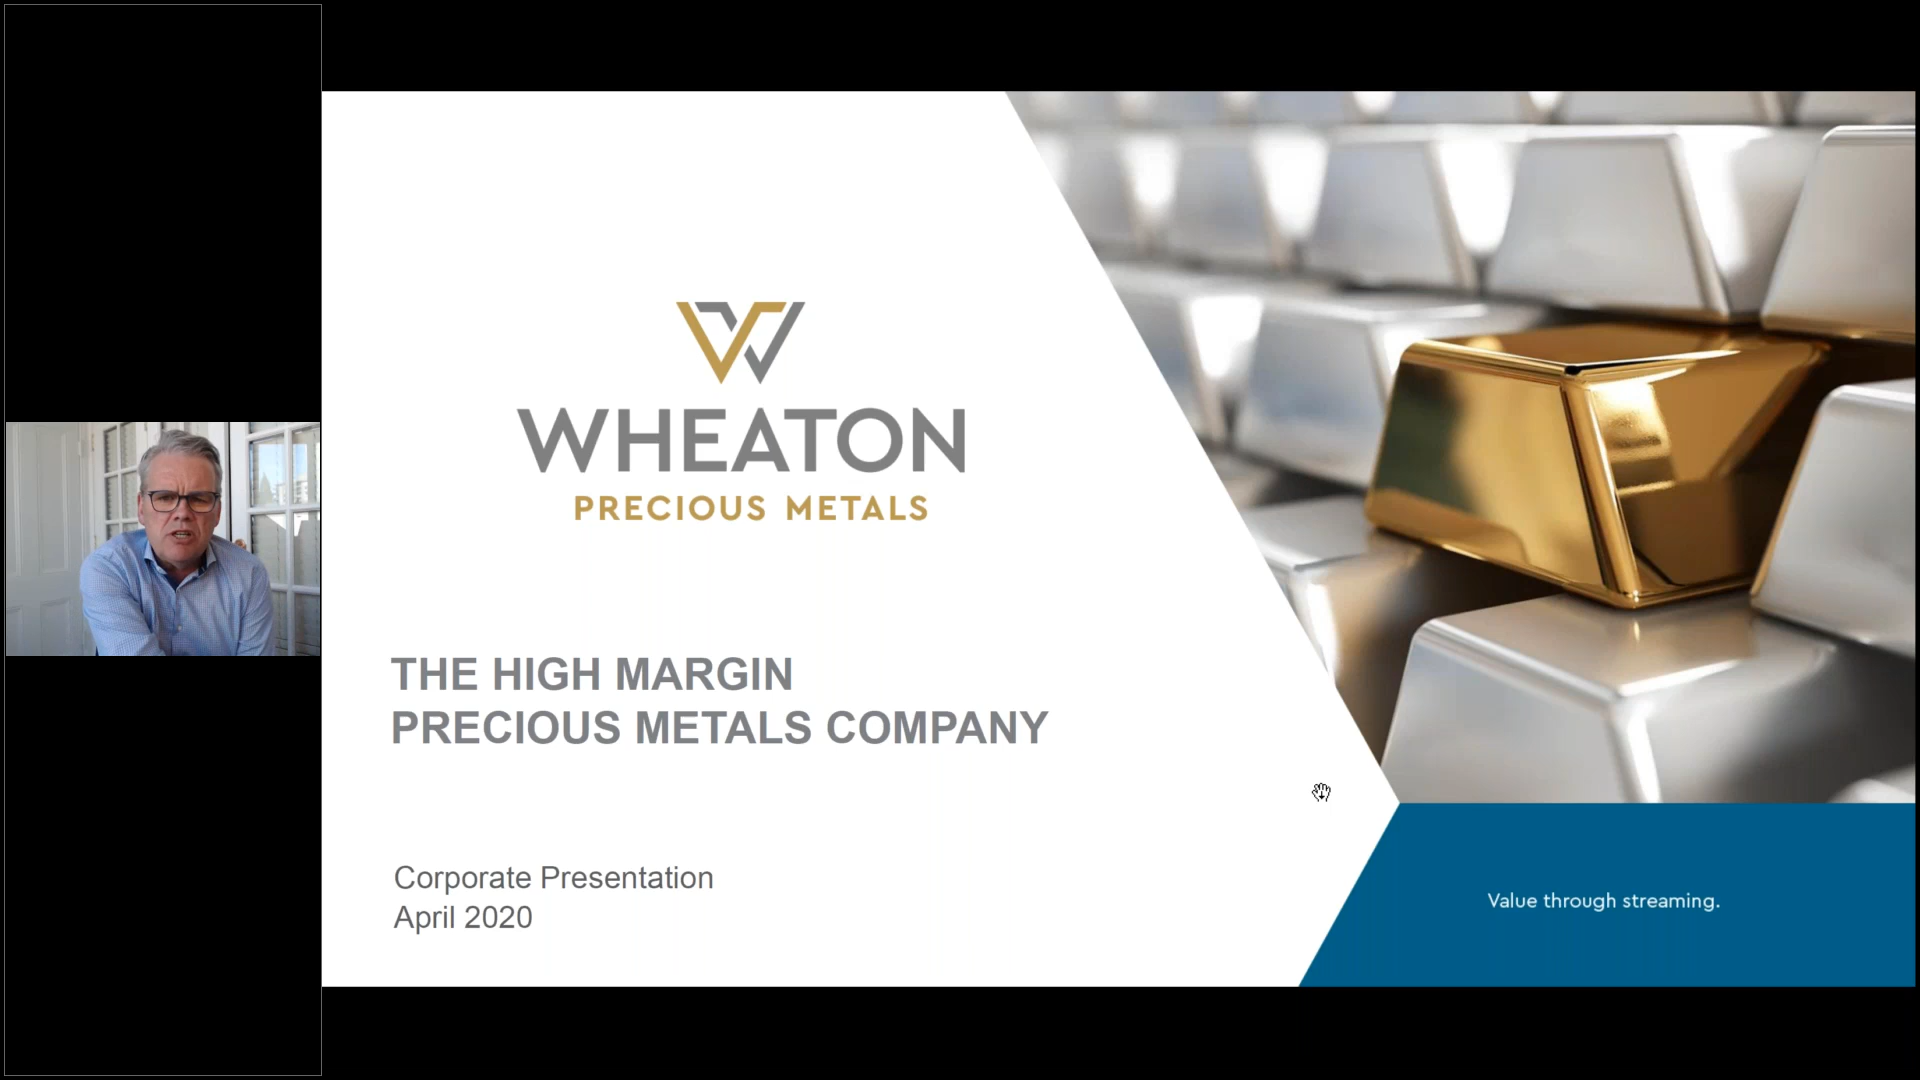 WHEATON
PRECIOUS METALS
THE HIGH MARGIN
PRECIOUS METALS COMPANY
Corporate Presentation
April 2020
Value through streaming.